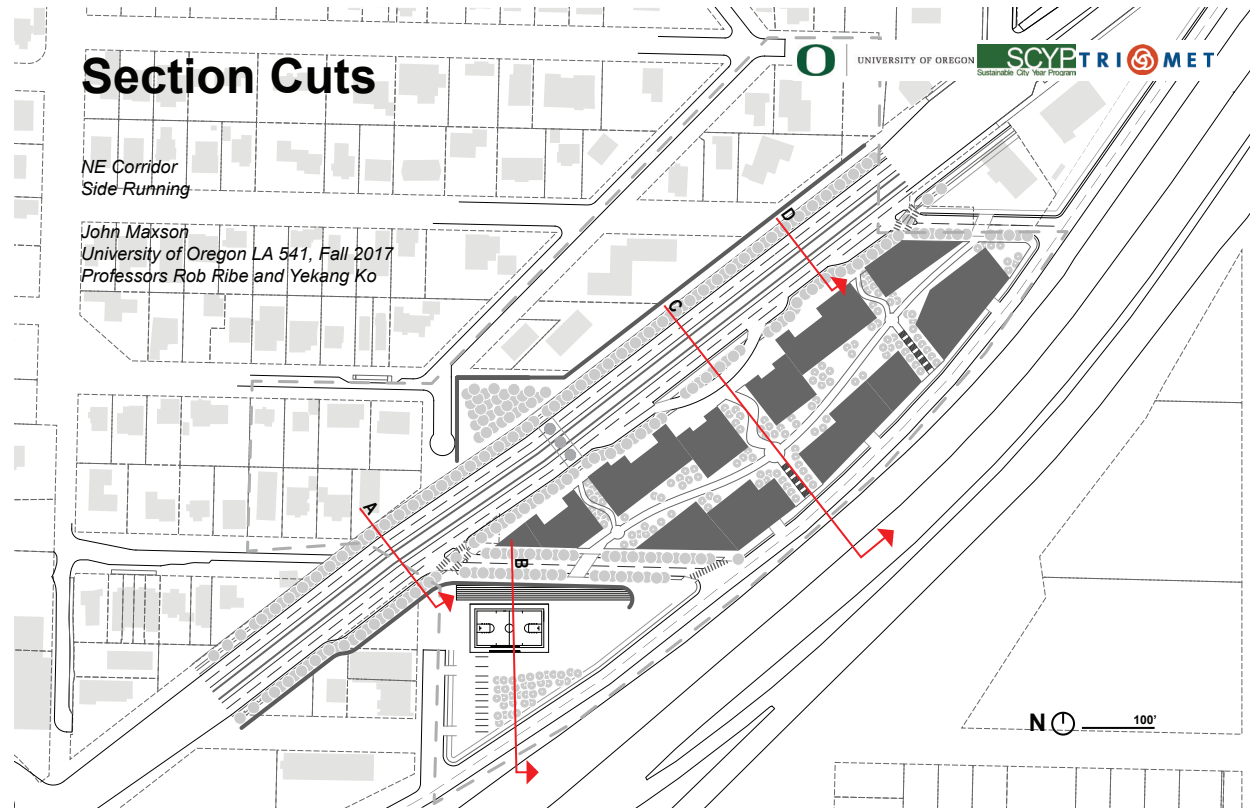 Section Cuts
O UNIVERSITY OF OREGON SCYP TRI MET
Sustainable City Year Program
NE Corridor
Side Running
John Maxson
University of Oregon LA 541, Fall 2017
Professors Rob Ribe and Yekang Ko
D
C
A
B
N 100'